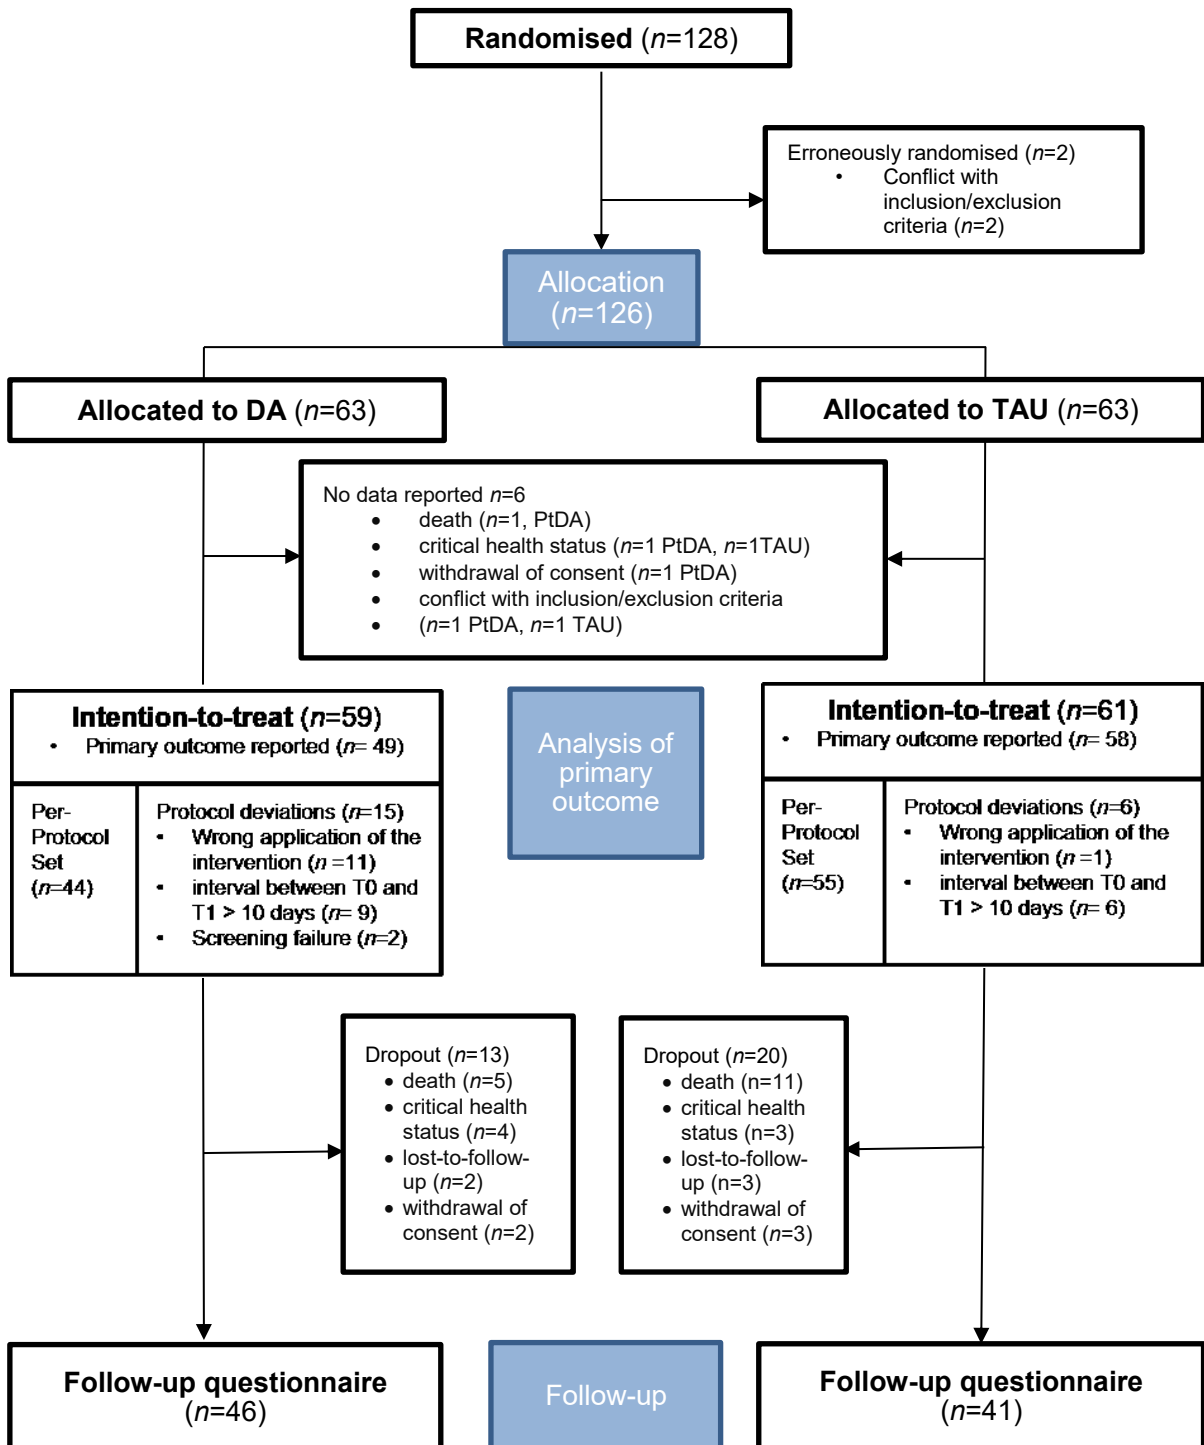 Randomised (n=128)
Erroneously randomised (n=2)
• Conflict with
inclusion/exclusion
criteria (n=2)
Allocation
(n=126)
Allocated to DA (n=63)
Allocated to TAU (n=63)
No data reported n=6
• death (n=1, PtDA)
• critical health status (n=1 PtDA, n=1TAU)
• withdrawal of consent (n=1 PtDA)
• conflict with inclusion/exclusion criteria
• (n=1 PtDA, n=1 TAU)
Intention-to-treat (n=59)
• Primary outcome reported (n= 49)
Per-
Protocol
Set
(n=44)
Protocol deviations (n=15)
• Wrong application of the
intervention (n =11)
• interval between T0 and
T1 > 10 days (n= 9)
• Screening failure (n=2)
Analysis of
primary
outcome
Intention-to-treat (n=61)
• Primary outcome reported (n= 58)
Per-
Protocol
Set
(n=55)
Protocol deviations (n=6)
• Wrong application of the
intervention (n =1)
• interval between T0 and
T1 > 10 days (n= 6)
Dropout (n=13)
• death (n=5)
• critical health
status (n=4)
• lost-to-follow-
up (n=2)
• withdrawal of
consent (n=2)
Dropout (n=20)
• death (n=11)
• critical health
status (n=3)
• lost-to-follow-
up (n=3)
• withdrawal of
consent (n=3)
Follow-up questionnaire
(n=46)
Follow-up
Follow-up questionnaire
(n=41)